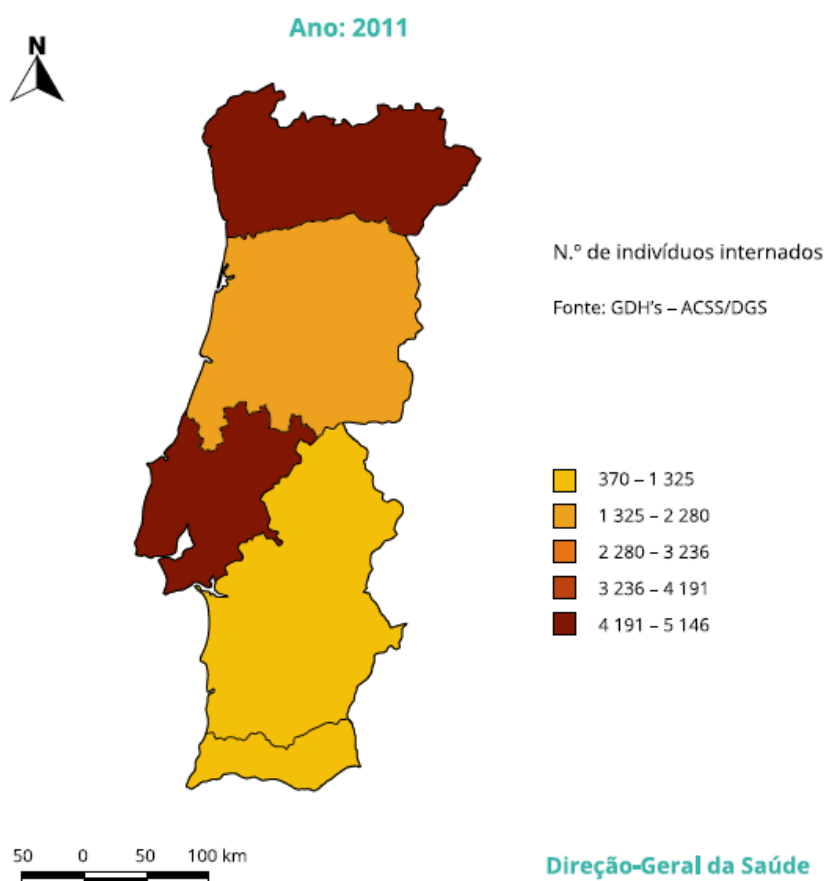 Ano: 2011
N
N.º de indivíduos internados
Fonte: GDH’s – ACSS/DGS
370 – 1 325
1 325 – 2 280
2 280 – 3 236
3 236 – 4 191
4 191 – 5 146
50 0 50 100 km
Direção-Geral da Saúde